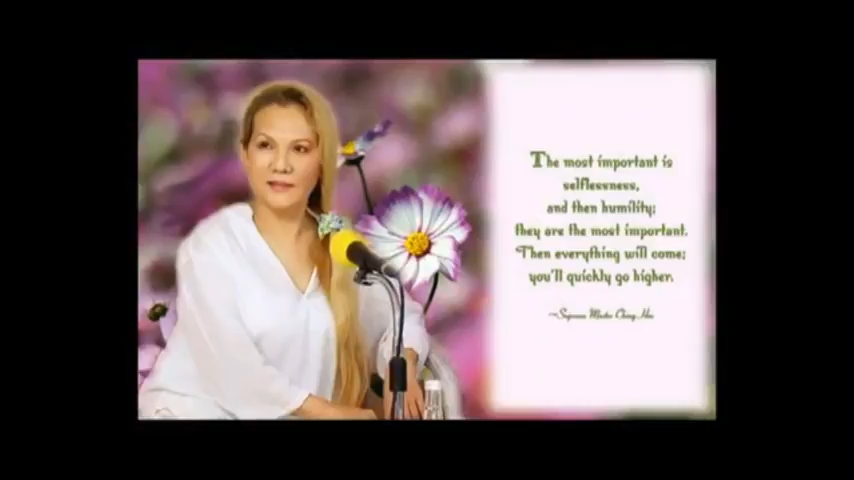 The most important is
selflessness,
and then humility;
they are the most important.
Then everything will come;
you'll quickly go higher.
~Supreme Master Ching Hai